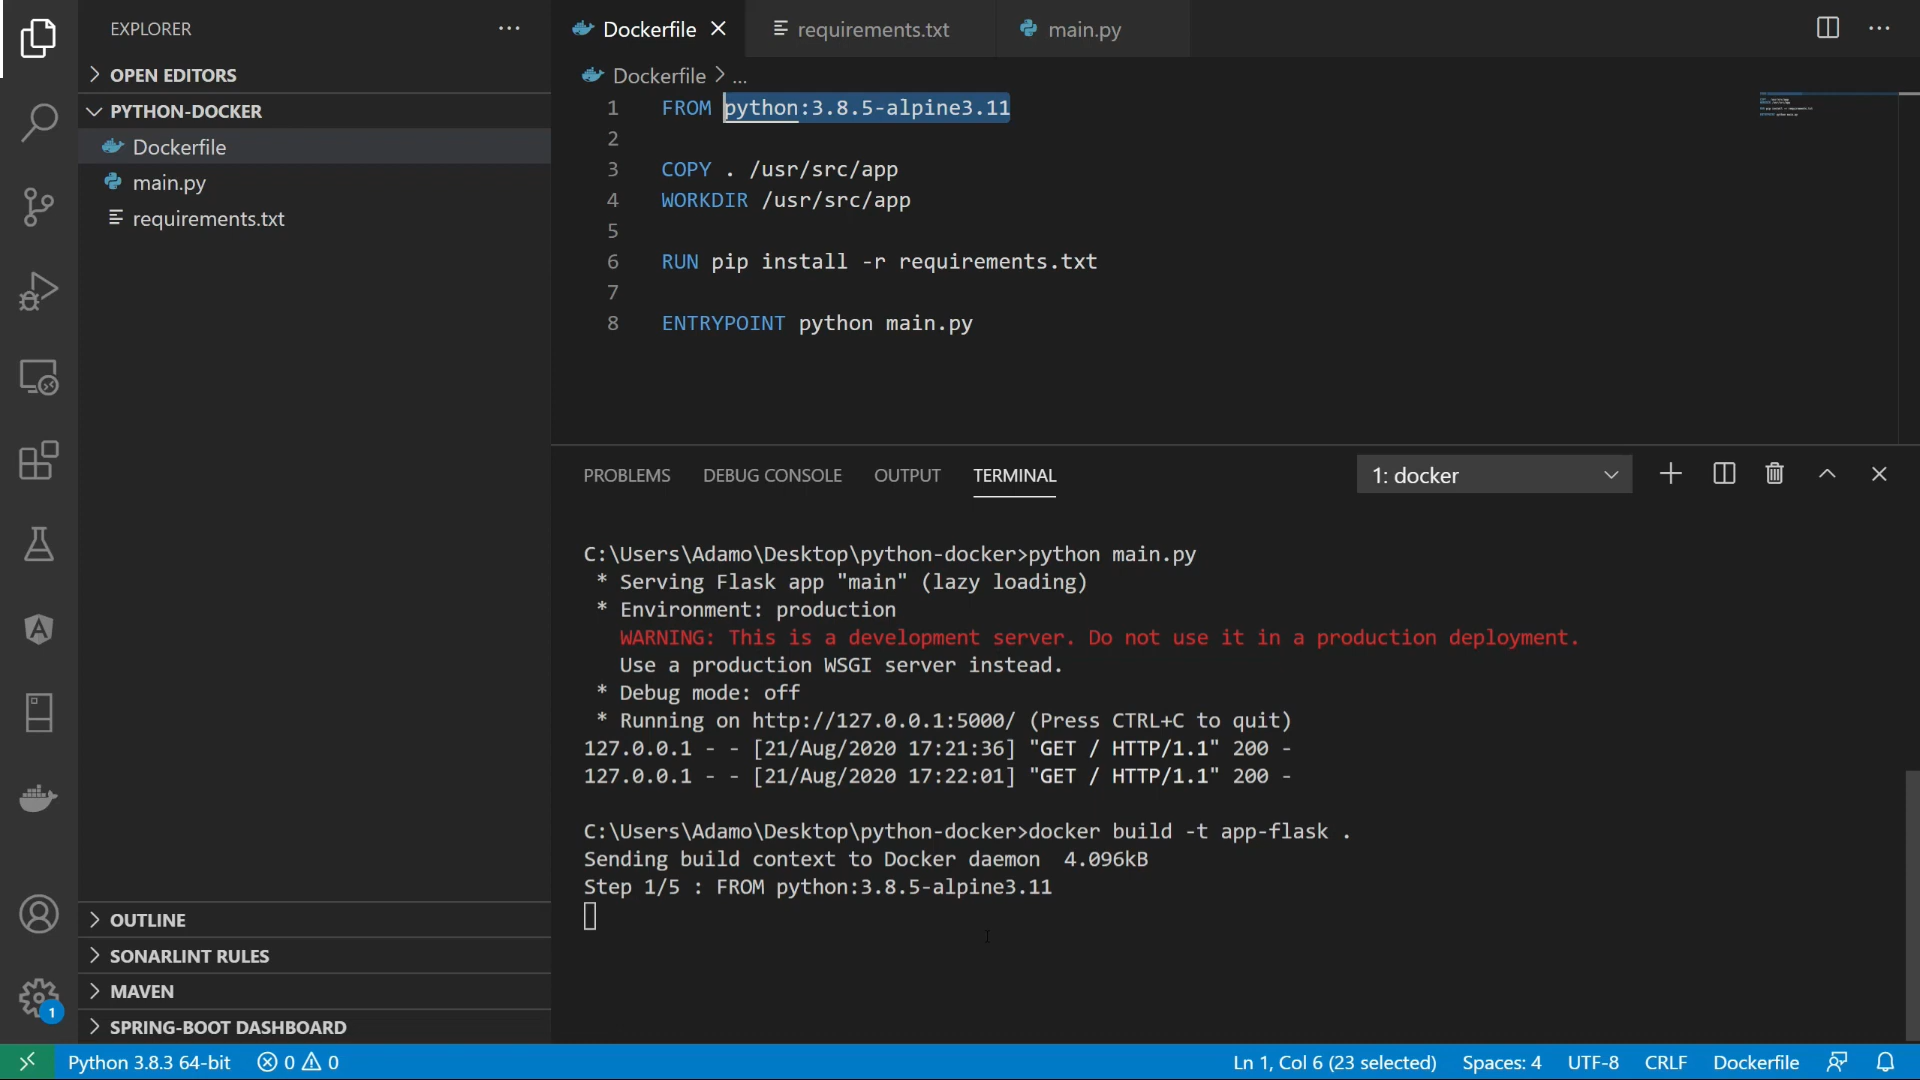 EXPLORER
OPEN EDITORS
PYTHON-DOCKER
Dockerfile
main.py
requirements.txt
OUTLINE
SONARLINT RULES
MAVEN
SPRING-BOOT DASHBOARD
1
Dockerfile
requirements.txt
main.py
Dockerfile > ...
1 FROM python:3.8.5-alpine3.11
2
3 COPY . /usr/src/app
4 WORKDIR /usr/src/app
5
6 RUN pip install -r requirements.txt
7
8 ENTRYPOINT python main.py
PROBLEMS DEBUG CONSOLE OUTPUT TERMINAL 1: docker
C:\Users\Adamo\Desktop\python-docker>python main.py
* Serving Flask app "main" (lazy loading)
* Environment: production
WARNING: This is a development server. Do not use it in a production deployment.
Use a production WSGI server instead.
* Debug mode: off
* Running on http://127.0.0.1:5000/ (Press CTRL+C to quit)
127.0.0.1 - - [21/Aug/2020 17:21:36] "GET / HTTP/1.1" 200 -
127.0.0.1 - - [21/Aug/2020 17:22:01] "GET / HTTP/1.1" 200 -
C:\Users\Adamo\Desktop\python-docker>docker build -t app-flask .
Sending build context to Docker daemon  4.096kB
Step 1/5 : FROM python:3.8.5-alpine3.11
Python 3.8.3 64-bit 0 0 Ln 1, Col 6 (23 selected) Spaces: 4 UTF-8 CRLF Dockerfile